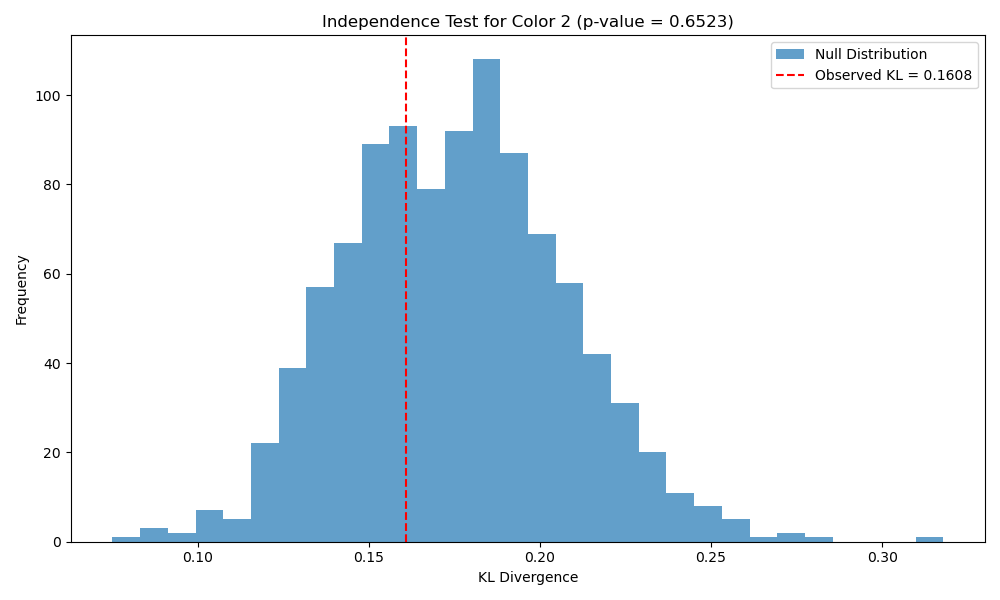 Independence Test for Color 2 (p-value = 0.6523)
Null Distribution
Observed KL = 0.1608
Frequency
100
80
60
40
20
0
0.10 0.15 0.20 0.25 0.30
KL Divergence